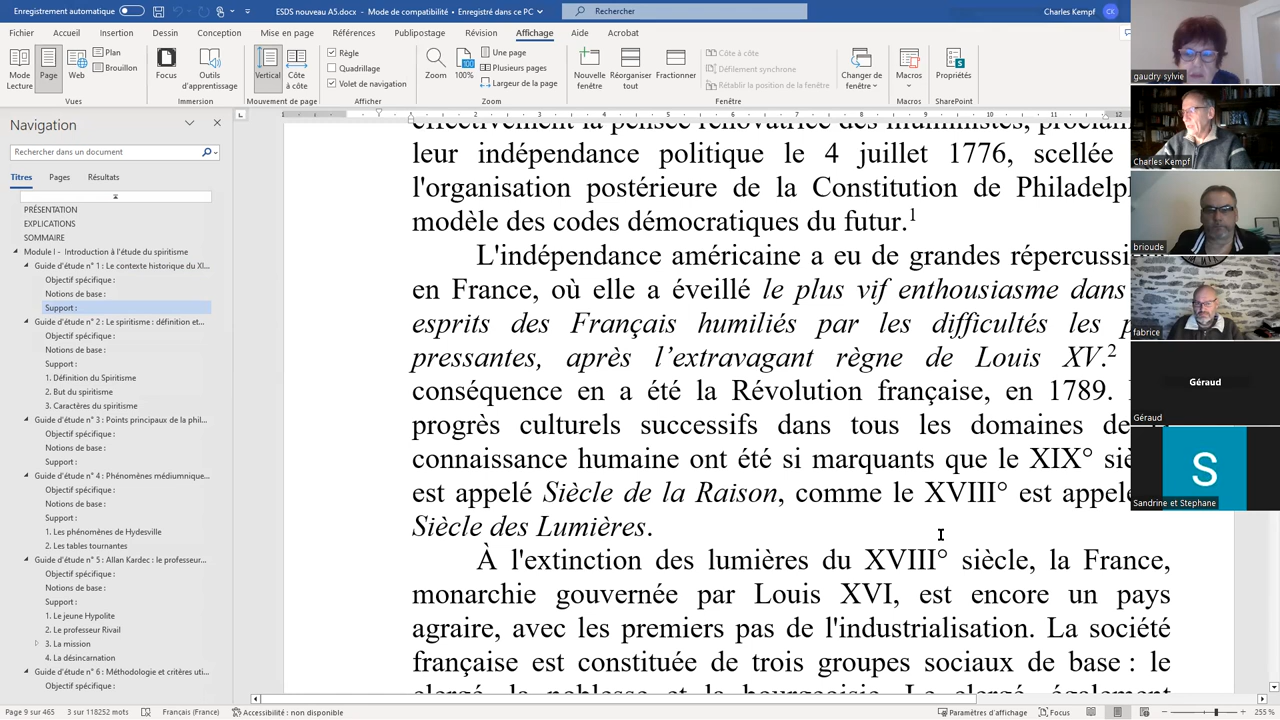 Enregistrement automatique
ESDS nouveau A5.docx - Mode de compatibilité • Enregistré dans ce PC
Rechercher
Charles Kempf
CK
Fichier Accueil Insertion Dessin Conception Mise en page Références Publipostage Révision Affichage Aide Acrobat
Mode Lecture
Page
Web
Plan
Brouillon
Vues
Focus
Outils d'apprentissage
Immersion
Vertical
Côte à côte
Mouvement de page
Règle
Quadrillage
Volet de navigation
Afficher
Zoom
100%
Une page
Plusieurs pages
Largeur de la page
Zoom
Nouvelle fenêtre
Réorganiser tout
Fractionner
Côte à côte
Défilement synchrone
Rétablir la position de la fenêtre
Fenêtre
Changer de fenêtre
Macros
Macros
Propriétés
SharePoint
Navigation
Rechercher dans un document
Titres Pages Résultats
PRÉSENTATION
EXPLICATIONS
SOMMAIRE
Module I - Introduction à l'étude du spiritisme
Guide d'étude n° 1 : Le contexte historique du XI...
Objectif spécifique :
Notions de base :
Support :
Guide d'étude n° 2 : Le spiritisme : définition et...
Objectif spécifique :
Notions de base :
Support :
1. Définition du Spiritisme
2. But du spiritisme
3. Caractères du spiritisme
Guide d'étude n° 3 : Points principaux de la phil...
Objectif spécifique :
Notions de base :
Support :
Guide d'étude n° 4 : Phénomènes médiumnique...
Objectif spécifique :
Notions de base :
Support :
1. Les phénomènes de Hydesville
2. Les tables tournantes
Guide d'étude n° 5 : Allan Kardec : le professeur...
Objectif spécifique :
Notions de base :
Support :
1. Le jeune Hypolite
2. Le professeur Rivail
3. La mission
4. La désincarnation
Guide d'étude n° 6 : Méthodologie et critères uti...
Objectif spécifique :
effectivement la pensée rénovatrice des illuministes,
leur indépendance politique le 4 juillet 1776, scellée
l'organisation postérieure de la Constitution de Philadelp
modèle des codes démocratiques du futur.1
L'indépendance américaine a eu de grandes répercussi
en France, où elle a éveillé le plus vif enthousiasme dans
esprits des Français humiliés par les difficultés les p
pressantes, après l’extravagant règne de Louis XV.2
conséquence en a été la Révolution française, en 1789.
progrès culturels successifs dans tous les domaines de
connaissance humaine ont été si marquants que le XIX° siè
est appelé Siècle de la Raison, comme le XVIII° est appel
Siècle des Lumières.
À l'extinction des lumières du XVIII° siècle, la France,
monarchie gouvernée par Louis XVI, est encore un pays
agraire, avec les premiers pas de l'industrialisation. La société
française est constituée de trois groupes sociaux de base : le
clergé, la noblesse et la bourgeoisie. Le clergé, également
gaudry sylvie
Charles Kempf
brioude
fabrice
Géraud
Géraud
S
Sandrine et Stephane
Page 9 sur 465 3 sur 118252 mots Français (France) Accessibilité : non disponible Paramètres d'affichage Focus 255 %